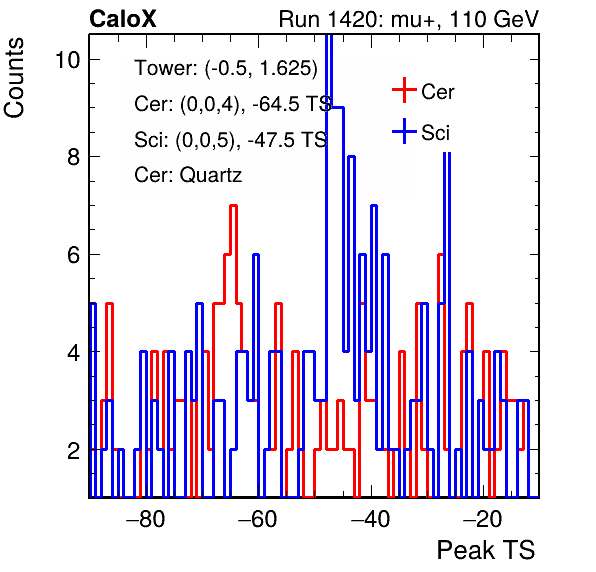 CaloX Run 1420: mu+, 110 GeV
Counts
Tower: (-0.5, 1.625)
Cer: (0,0,4), -64.5 TS
Sci: (0,0,5), -47.5 TS
Cer: Quartz
Cer
Sci
10
8
6
4
2
−80 −60 −40 −20
Peak TS